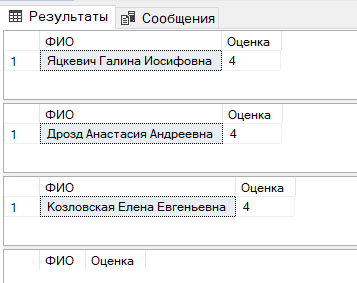 Результаты Сообщения
ФИО Оценка
1 Яцкевич Галина Иосифовна 4
ФИО Оценка
1 Дрозд Анастасия Андреевна 4
ФИО Оценка
1 Козловская Елена Евгеньевна 4
ФИО Оценка